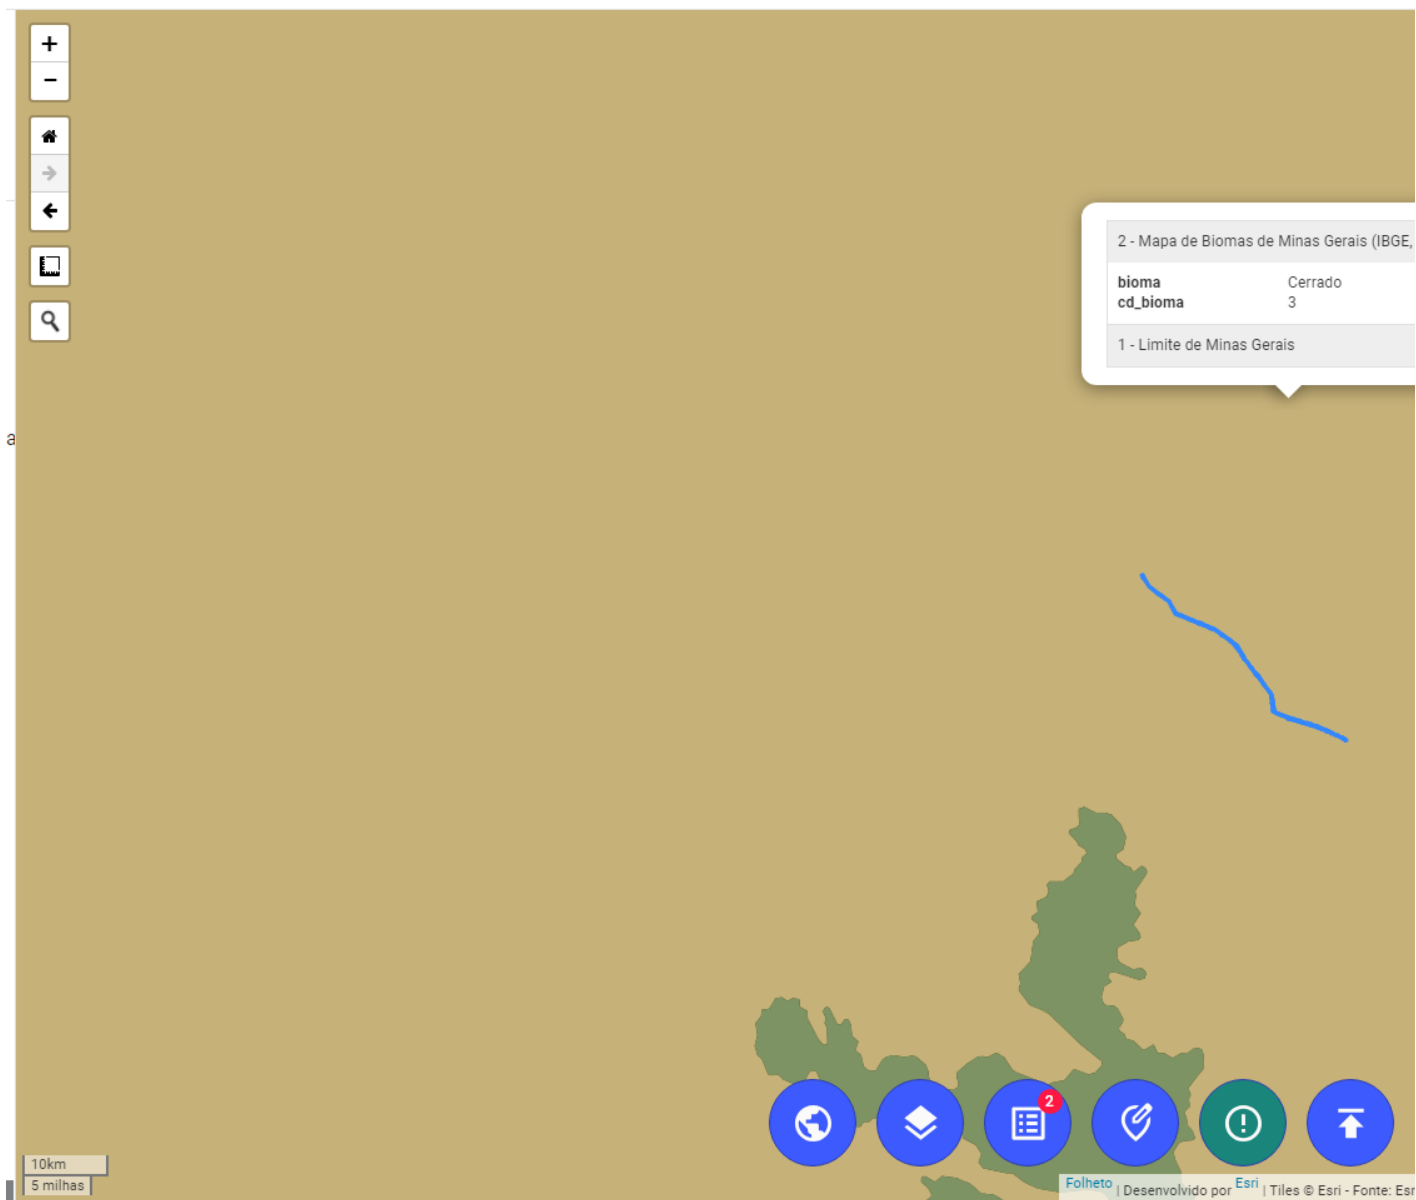 +
−
a
2 - Mapa de Biomas de Minas Gerais (IBGE,
bioma Cerrado
cd_bioma 3
1 - Limite de Minas Gerais
2
10km
5 milhas
Folheto | Desenvolvido por Esri | Tiles © Esri - Fonte: Esr